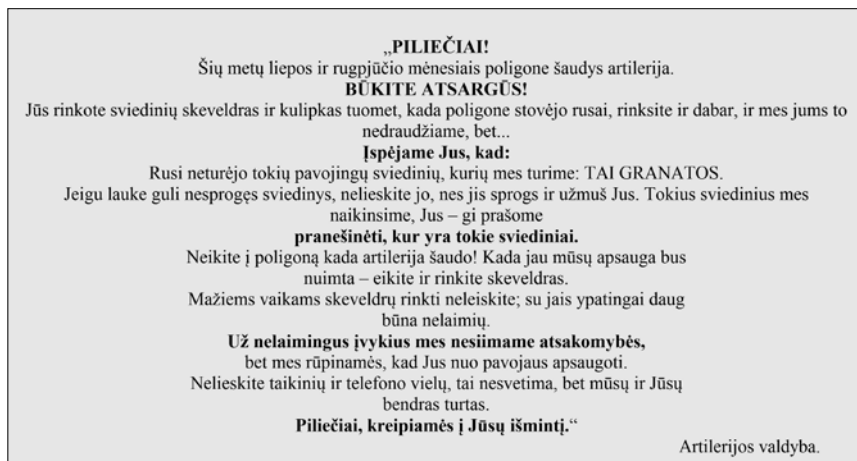 „PILIEČIAI!
Šių metų liepos ir rugpjūčio mėnesiais poligone šaudys artilerija.
BŪKITE ATSARGŪS!
Jūs rinkote sviedinių skeveldras ir kulipkas tuomet, kada poligone stovėjo rusai, rinksite ir dabar, ir mes jums to
nedraudžiame, bet...
Įspėjame Jus, kad:
Rusi neturėjo tokių pavojingų sviedinių, kurių mes turime: TAI GRANATOS.
Jeigu lauke guli nesprogęs sviedinys, nelieskite jo, nes jis sprogs ir užmuš Jus. Tokius sviedinius mes
naikinsime, Jus – gi prašome
pranešinėti, kur yra tokie sviediniai.
Neikite į poligoną kada artilerija šaudo! Kada jau mūsų apsauga bus
nuimta – eikite ir rinkite skeveldras.
Mažiems vaikams skeveldrų rinkti neleiskite; su jais ypatingai daug
būna nelaimių.
Už nelaimingus įvykius mes nesiimame atsakomybės,
bet mes rūpinamės, kad Jus nuo pavojaus apsaugoti.
Nelieskite taikinių ir telefono vielų, tai nesvetima, bet mūsų ir Jūsų
bendras turtas.
Piliečiai, kreipiamės į Jūsų išmintį.“
Artilerijos valdyba.